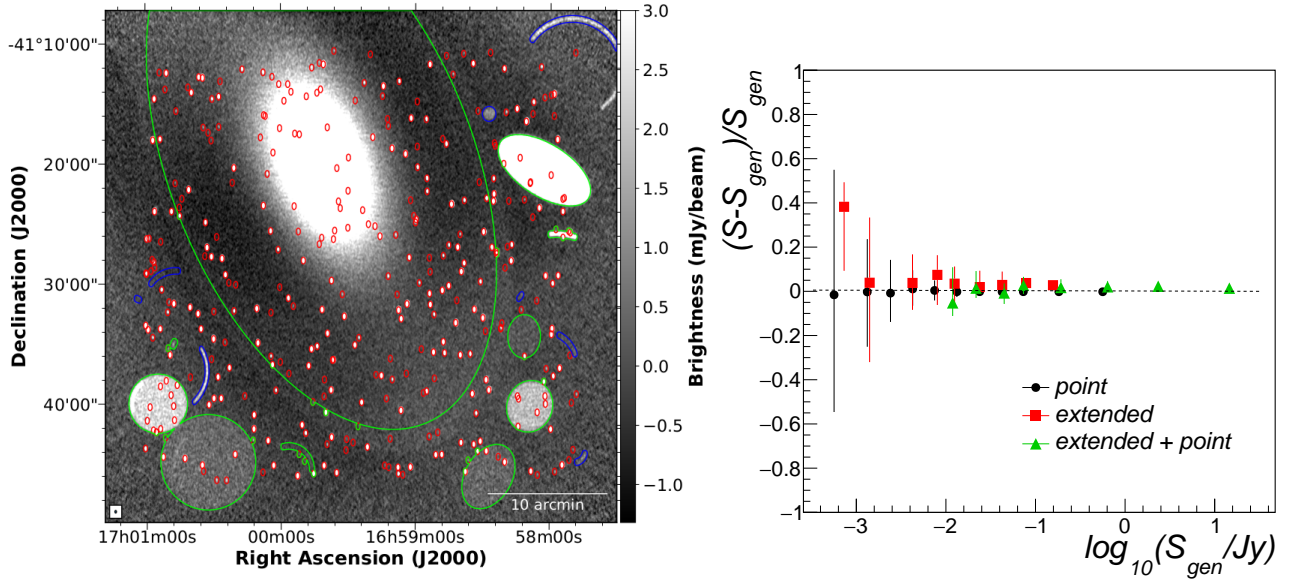 -41°10'00"
20'00"
30'00"
40'00"
Declination (J2000)
10 arcmin
17h01m00s
00m00s
16h59m00s
58m00s
Right Ascension (J2000)
3.0
2.5
2.0
1.5
1.0
0.5
0.0
−0.5
−1.0
Brightness (mJy/beam)
(S-S_gen)/S_gen
1
0.8
0.6
0.4
0.2
0
−0.2
−0.4
−0.6
−0.8
−1
point
extended
extended + point
−3
−2
−1
0
1
log_10(S_gen/Jy)